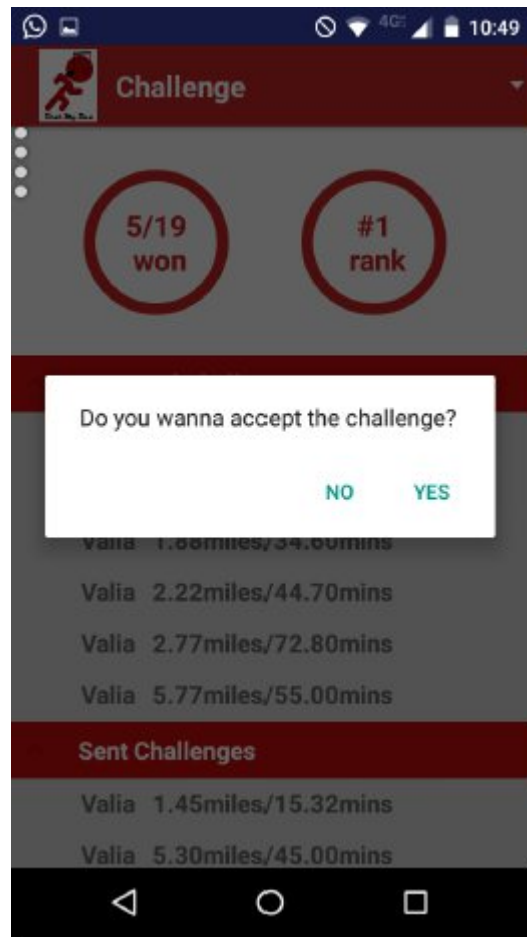 4G 10:49
Challenge
5/19
won
#1
rank
Do you wanna accept the challenge?
NO YES
Valia 1.88miles/34.60mins
Valia 2.22miles/44.70mins
Valia 2.77miles/72.80mins
Valia 5.77miles/55.00mins
Sent Challenges
Valia 1.45miles/15.32mins
Valia 5.30miles/45.00mins